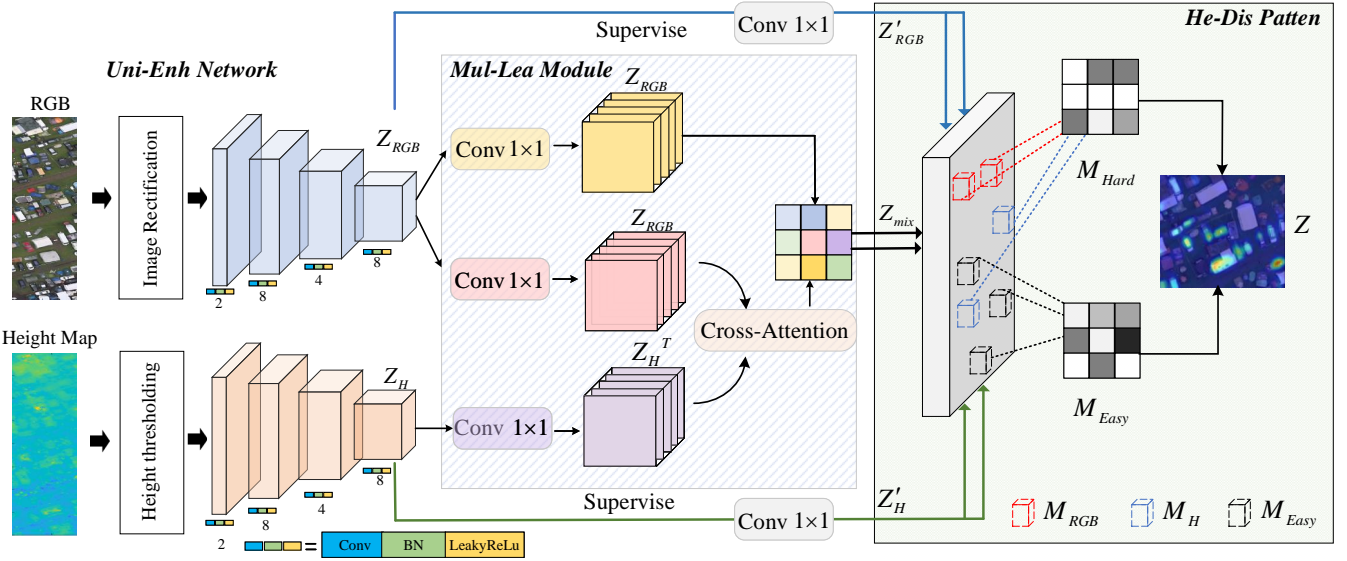 Supervise
Conv 1×1
Z′RGB
He-Dis Patten
Uni-Enh Network
Mul-Lea Module
RGB
Image Rectification
ZRGB
2
8
4
8
Conv 1×1
ZRGB
Conv 1×1
ZRGB
Cross-Attention
Zmix
MHard
Z
MEasy
Height Map
Height thresholding
ZH
2
8
4
8
Conv 1×1
ZH T
Supervise
Conv 1×1
Z′H
MRGB
MH
MEasy
=
Conv
BN
LeakyReLu